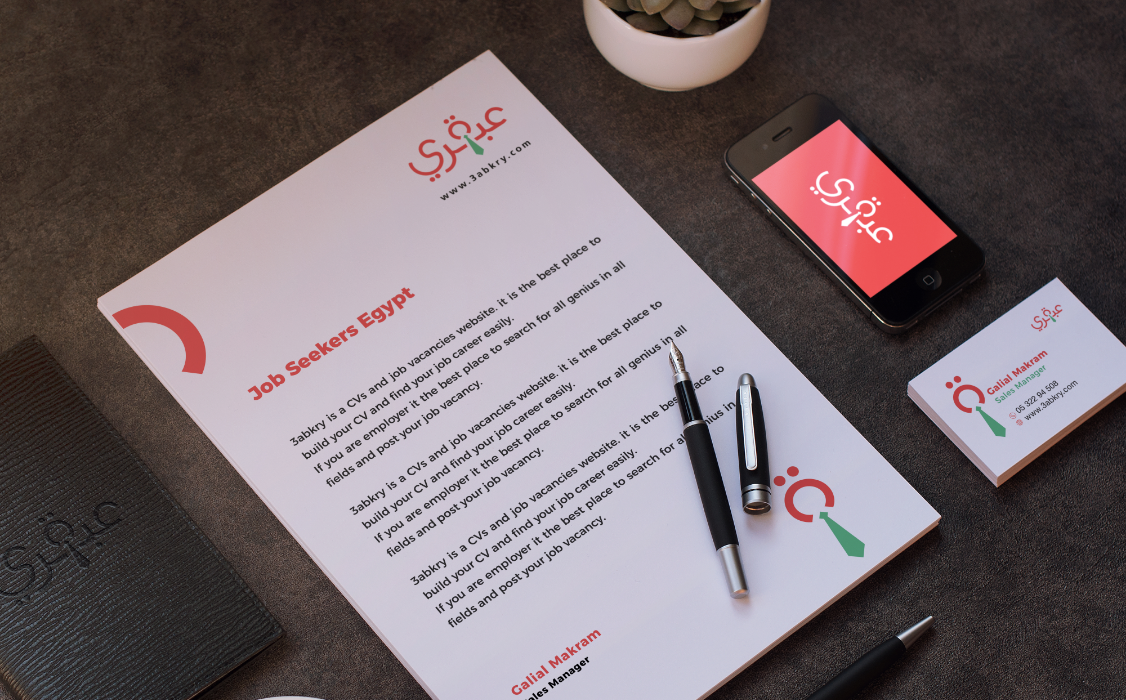 عبقري
www.3abkry.com
Job Seekers Egypt
3abkry is a CVs and job vacancies website. it is the best place to
build your CV and find your job career easily.
If you are employer it the best place to search for all genius in all
fields and post your job vacancy.
3abkry is a CVs and job vacancies website. it is the best place to
build your CV and find your job career easily.
If you are employer it the best place to search for all genius in all
fields and post your job vacancy.
3abkry is a CVs and job vacancies website. it is the best place to
build your CV and find your job career easily.
If you are employer it the best place to search for all genius in
fields and post your job vacancy.
Galial Makram
ales Manager
عبقري
عبقري
Galial Makram
Sales Manager
05 322 94 508
www.3abkry.com
عبقري